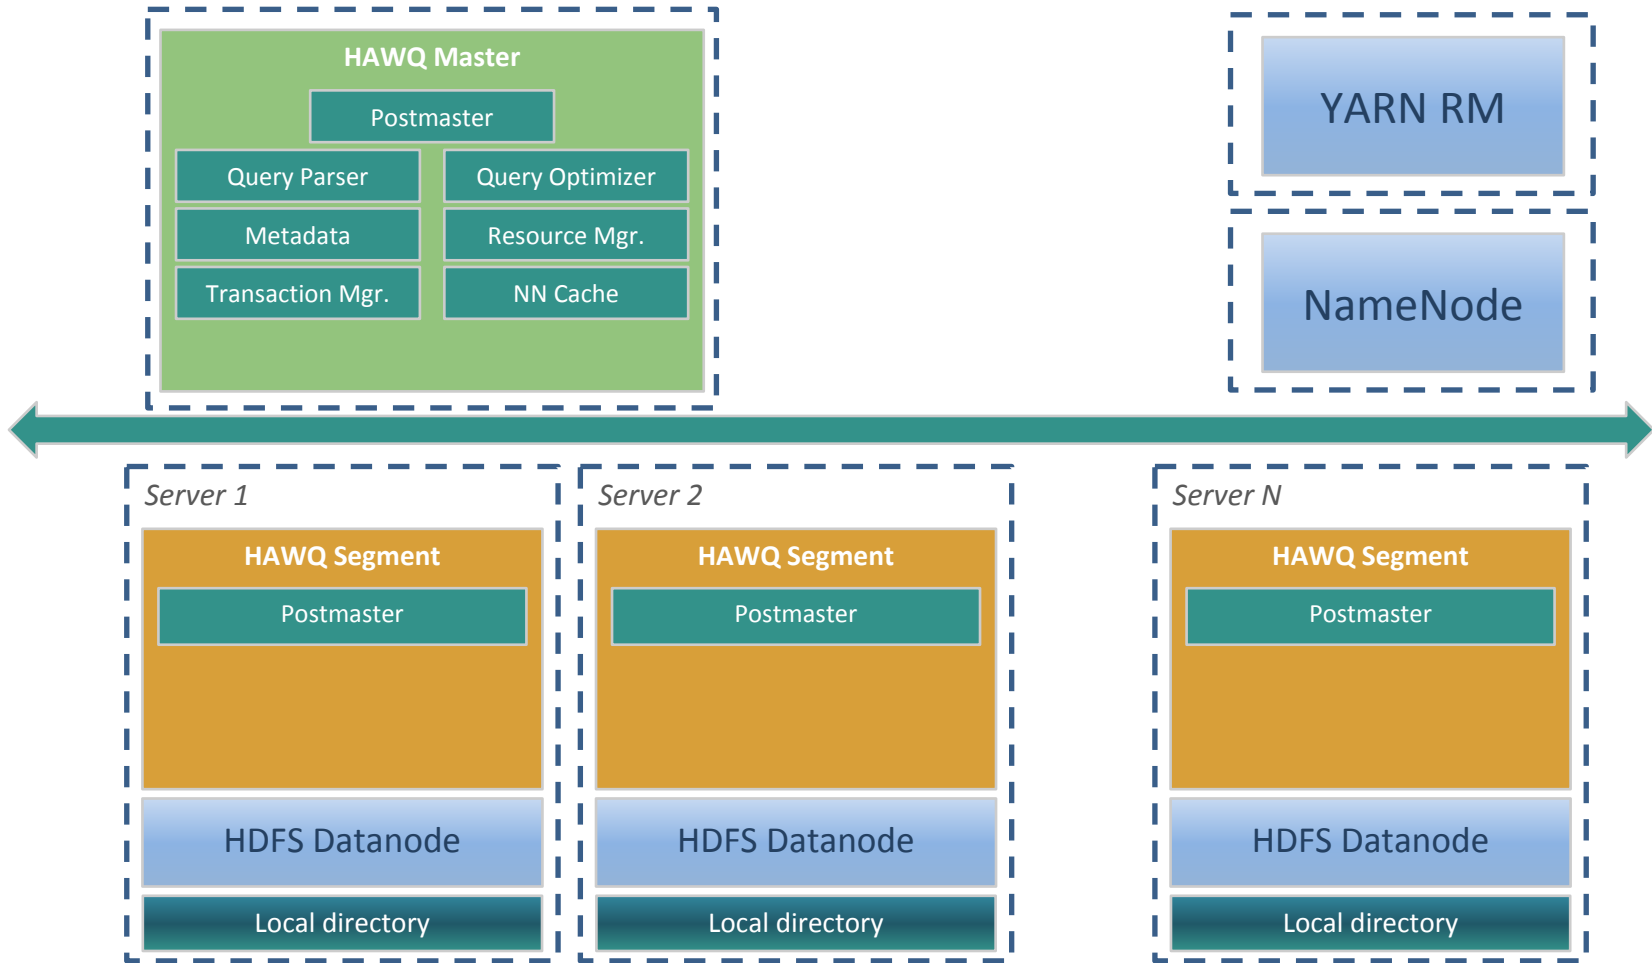 HAWQ Master
Postmaster
Query Parser
Query Optimizer
Metadata
Resource Mgr.
Transaction Mgr.
NN Cache
YARN RM
NameNode
Server 1
HAWQ Segment
Postmaster
HDFS Datanode
Local directory
Server 2
HAWQ Segment
Postmaster
HDFS Datanode
Local directory
Server N
HAWQ Segment
Postmaster
HDFS Datanode
Local directory